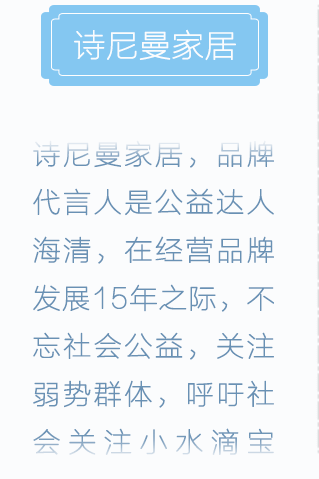 诗尼曼家居
诗尼曼家居，品牌
代言人是公益达人
海清，在经营品牌
发展15年之际，不
忘社会公益，关注
弱势群体，呼吁社
会关注小水滴宝